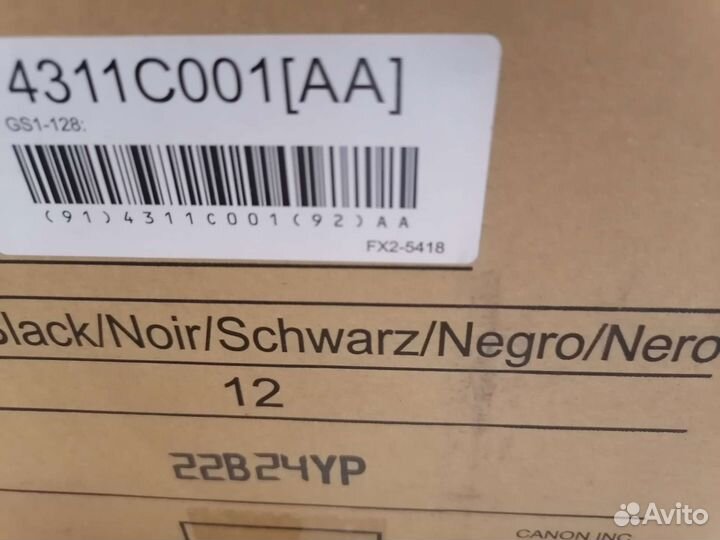 4311C001[AA]
GS1-128:
(91)4311C001(92)AA
FX2-5418
Black/Noir/Schwarz/Negro/Nero
12
22B24YP
CANON INC
Avito